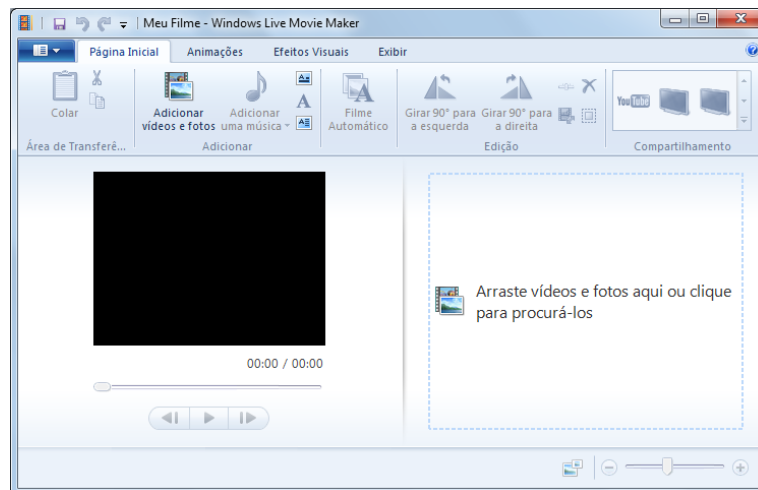 Meu Filme - Windows Live Movie Maker
Página Inicial Animações Efeitos Visuais Exibir
Colar
Adicionar vídeos e fotos
Adicionar uma música
Filme Automático
Girar 90° para a esquerda
Girar 90° para a direita
YouTube
Área de Transferê... Adicionar Edição Compartilhamento
Arraste vídeos e fotos aqui ou clique
para procurá-los
00:00 / 00:00